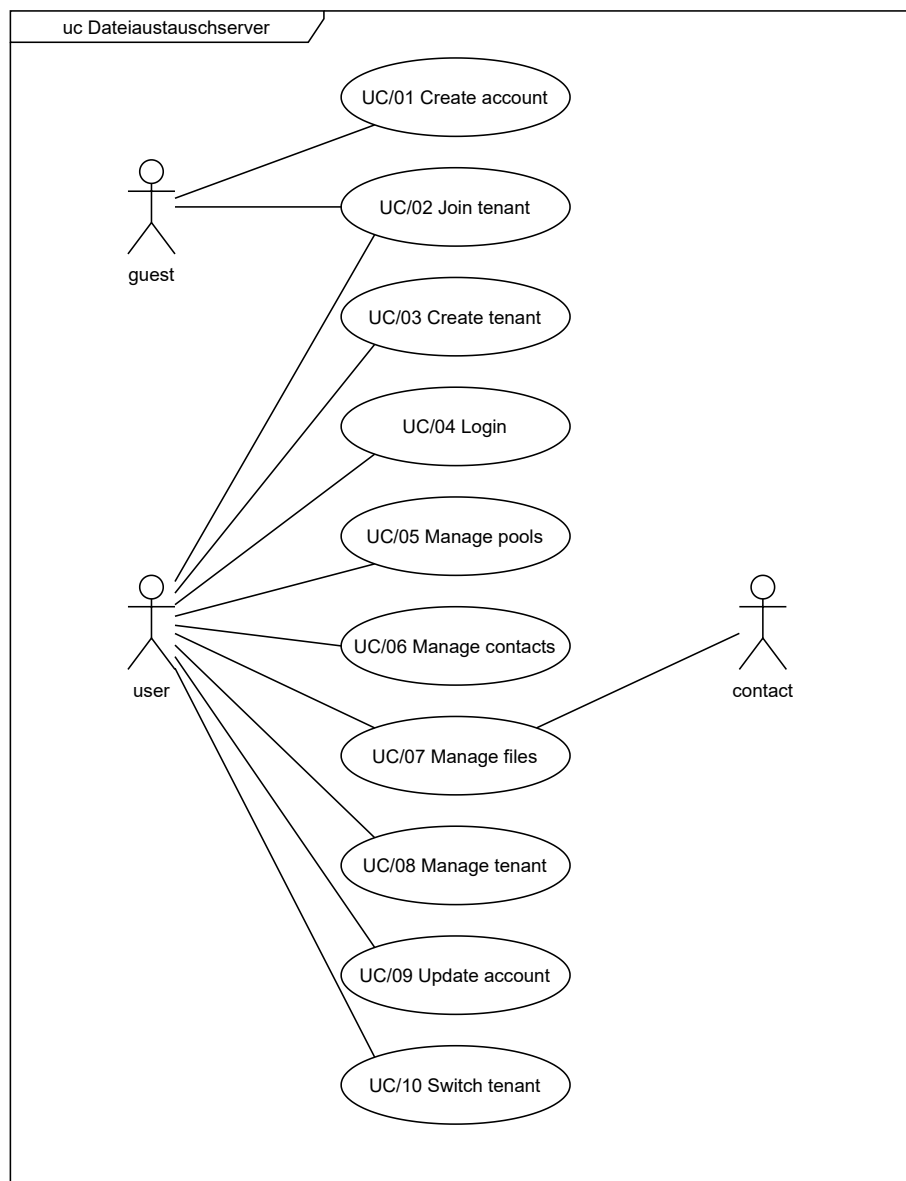 uc Dateiaustauschserver
UC/01 Create account
UC/02 Join tenant
guest
UC/03 Create tenant
UC/04 Login
UC/05 Manage pools
UC/06 Manage contacts
user
contact
UC/07 Manage files
UC/08 Manage tenant
UC/09 Update account
UC/10 Switch tenant